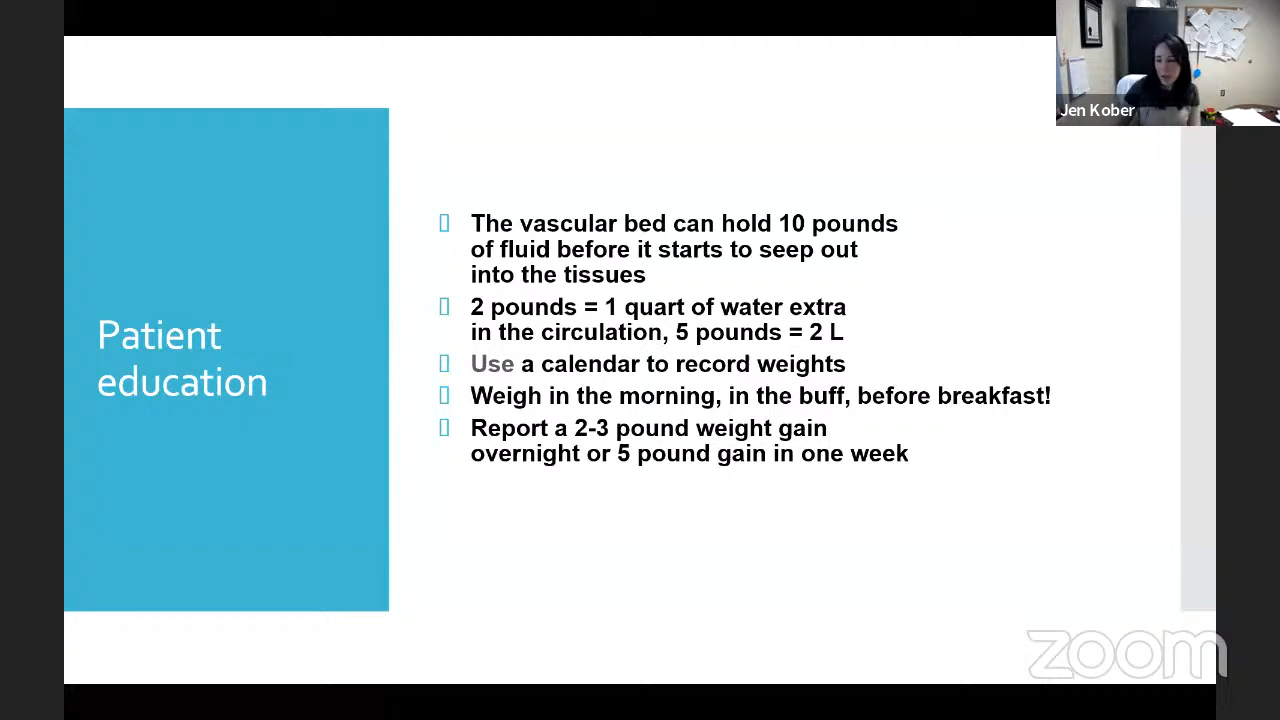 Jen Kober
Patient
education
The vascular bed can hold 10 pounds
of fluid before it starts to seep out
into the tissues
2 pounds = 1 quart of water extra
in the circulation, 5 pounds = 2 L
Use a calendar to record weights
Weigh in the morning, in the buff, before breakfast!
Report a 2-3 pound weight gain
overnight or 5 pound gain in one week
zoom